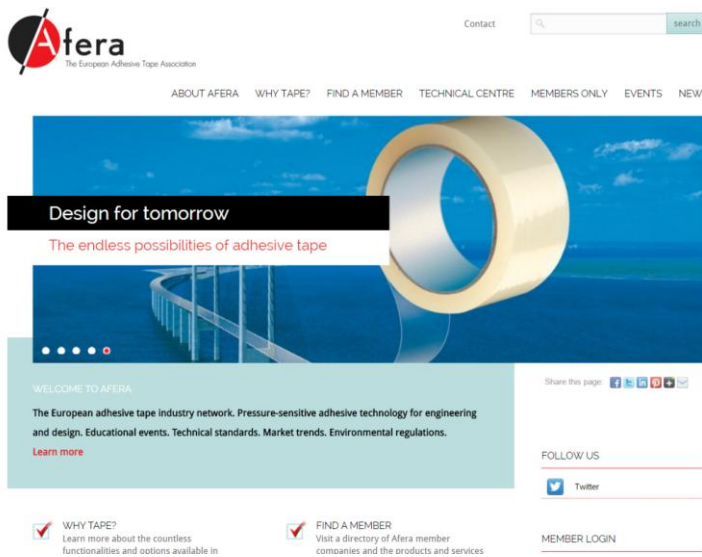 Afera
The European Adhesive Tape Association
Contact
search
ABOUT AFERA WHY TAPE? FIND A MEMBER TECHNICAL CENTRE MEMBERS ONLY EVENTS NEW
Design for tomorrow
The endless possibilities of adhesive tape
WELCOME TO AFERA
The European adhesive tape industry network. Pressure-sensitive adhesive technology for engineering
and design. Educational events. Technical standards. Market trends. Environmental regulations.
Learn more
Share this page:
FOLLOW US
Twitter
MEMBER LOGIN
WHY TAPE?
Learn more about the countless
functionalities and options available in
FIND A MEMBER
Visit a directory of Afera member
companies and the products and services